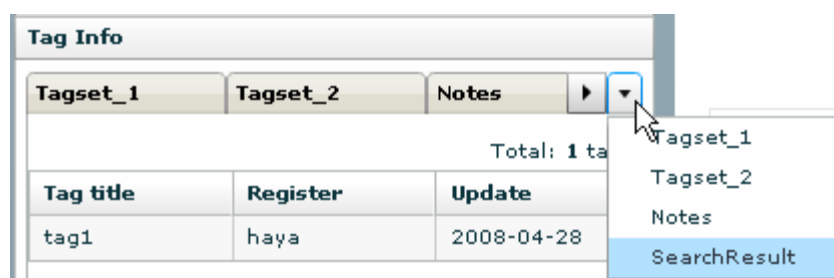 Tag Info
Tagset_1 Tagset_2 Notes
Total: 1 ta
Tag title Register Update
tag1 haya 2008-04-28
Tagset_1
Tagset_2
Notes
SearchResult